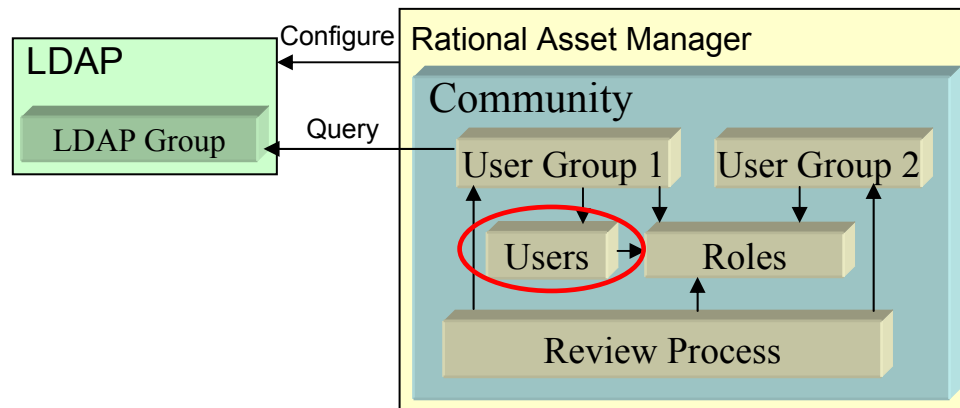 Configure
Rational Asset Manager
LDAP
Community
Query
LDAP Group
User Group 1
User Group 2
Users
Roles
Review Process